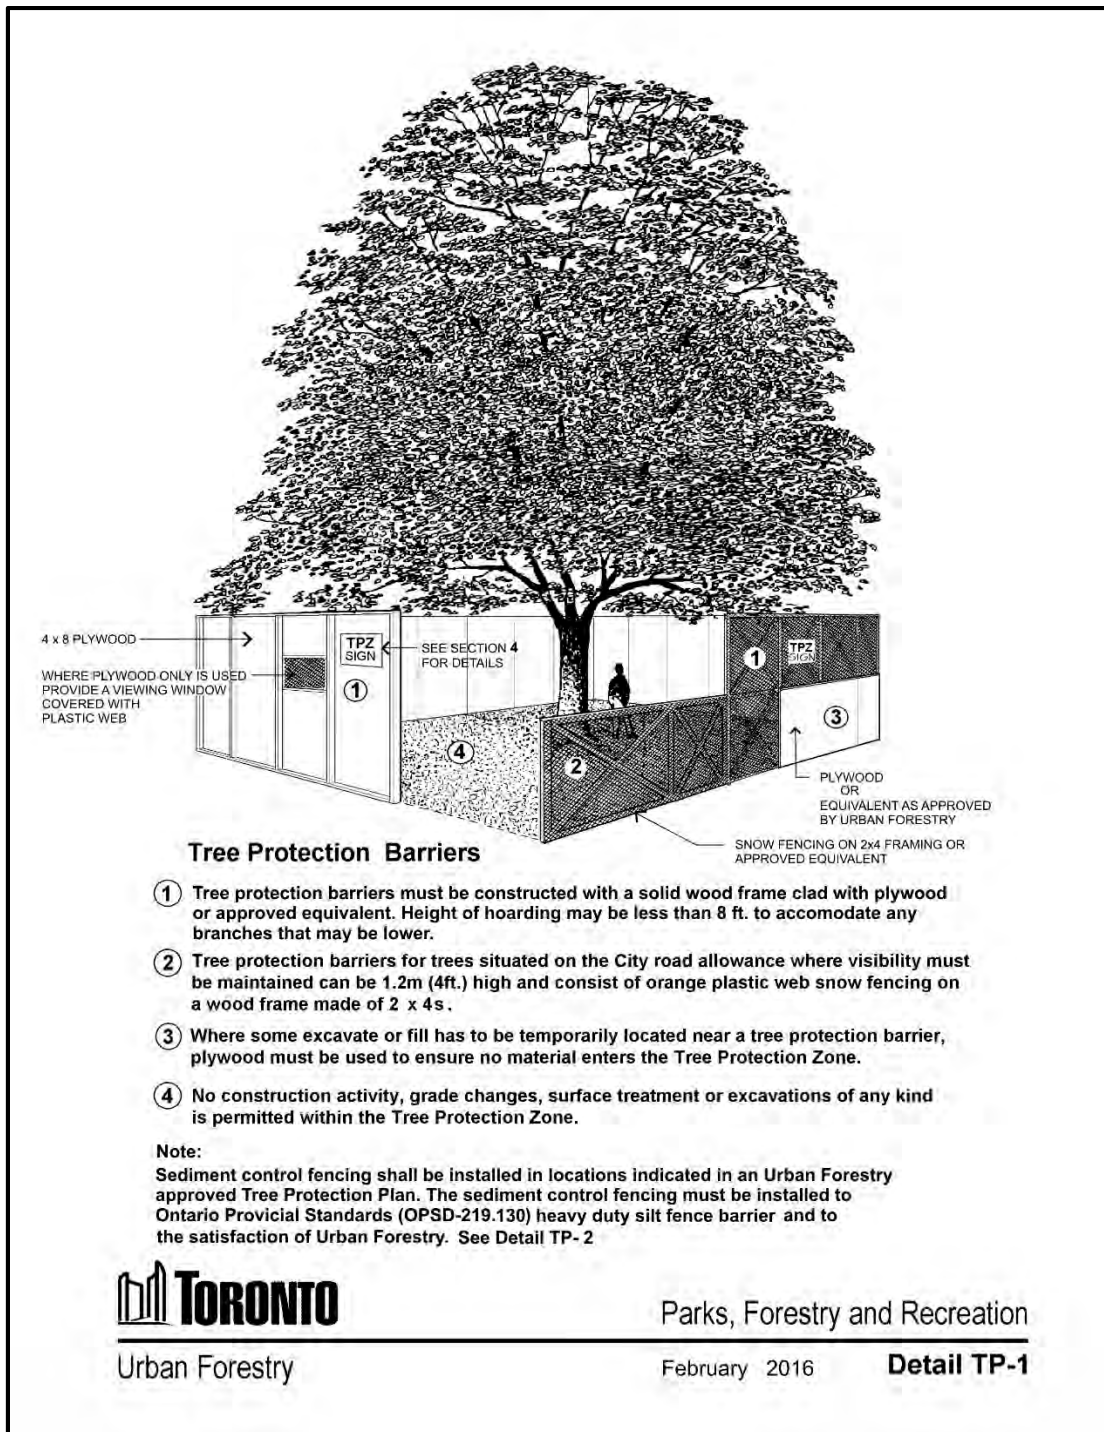 4 x 8 PLYWOOD
WHERE PLYWOOD ONLY IS USED
PROVIDE A VIEWING WINDOW
COVERED WITH
PLASTIC WEB
TPZ
SIGN
1
SEE SECTION 4
FOR DETAILS
4
2
1
TPZ
SIGN
3
PLYWOOD
OR
EQUIVALENT AS APPROVED
BY URBAN FORESTRY
SNOW FENCING ON 2x4 FRAMING OR
APPROVED EQUIVALENT
Tree Protection Barriers
1 Tree protection barriers must be constructed with a solid wood frame clad with plywood
or approved equivalent. Height of hoarding may be less than 8 ft. to accomodate any
branches that may be lower.
2 Tree protection barriers for trees situated on the City road allowance where visibility must
be maintained can be 1.2m (4ft.) high and consist of orange plastic web snow fencing on
a wood frame made of 2 x 4s.
3 Where some excavate or fill has to be temporarily located near a tree protection barrier,
plywood must be used to ensure no material enters the Tree Protection Zone.
4 No construction activity, grade changes, surface treatment or excavations of any kind
is permitted within the Tree Protection Zone.
Note:
Sediment control fencing shall be installed in locations indicated in an Urban Forestry
approved Tree Protection Plan. The sediment control fencing must be installed to
Ontario Provicial Standards (OPSD-219.130) heavy duty silt fence barrier and to
the satisfaction of Urban Forestry. See Detail TP- 2
TORONTO
Parks, Forestry and Recreation
Urban Forestry
February 2016
Detail TP-1